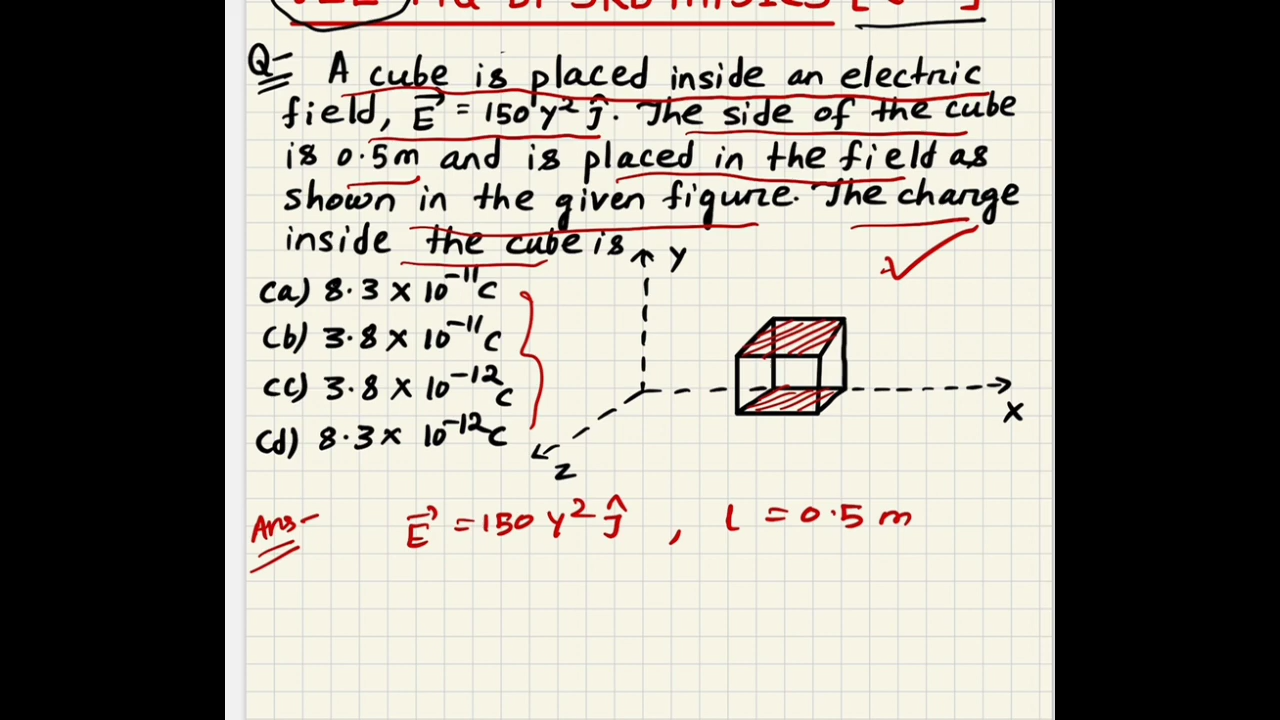 Q:- A cube is placed inside an electric
field, E⃗ = 150 y² ĵ. The side of the cube
is 0.5m and is placed in the field as
shown in the given figure. The charge
inside the cube is
(a) 8.3 × 10⁻¹¹ C
(b) 3.8 × 10⁻¹¹ C
(c) 3.8 × 10⁻¹² C
(d) 8.3 × 10⁻¹² C
Y
X
Z
Ans- E⃗ = 150 y² ĵ , l = 0.5 m